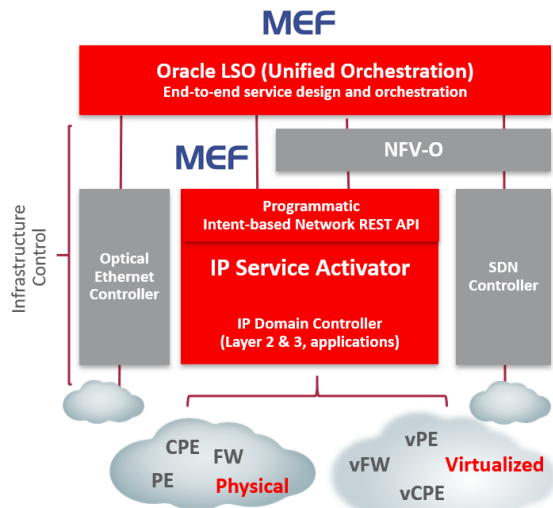 MEF
Oracle LSO (Unified Orchestration)
End-to-end service design and orchestration
MEF
NFV-O
Programmatic
Intent-based Network REST API
Infrastructure
Control
Optical
Ethernet
Controller
IP Service Activator
SDN
Controller
IP Domain Controller
(Layer 2 & 3, applications)
CPE
FW
PE
Physical
vPE
vFW
Virtualized
vCPE